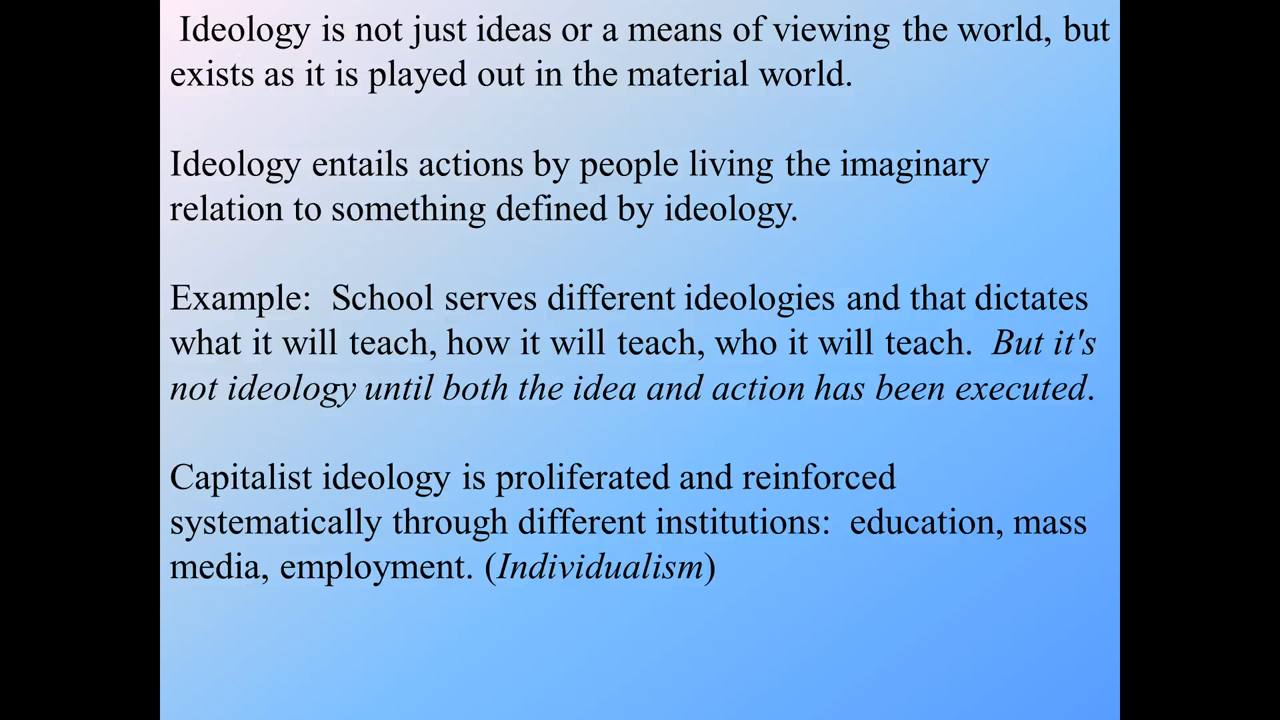 Ideology is not just ideas or a means of viewing the world, but
exists as it is played out in the material world.
Ideology entails actions by people living the imaginary
relation to something defined by ideology.
Example:  School serves different ideologies and that dictates
what it will teach, how it will teach, who it will teach.  But it's
not ideology until both the idea and action has been executed.
Capitalist ideology is proliferated and reinforced
systematically through different institutions:  education, mass
media, employment. (Individualism)